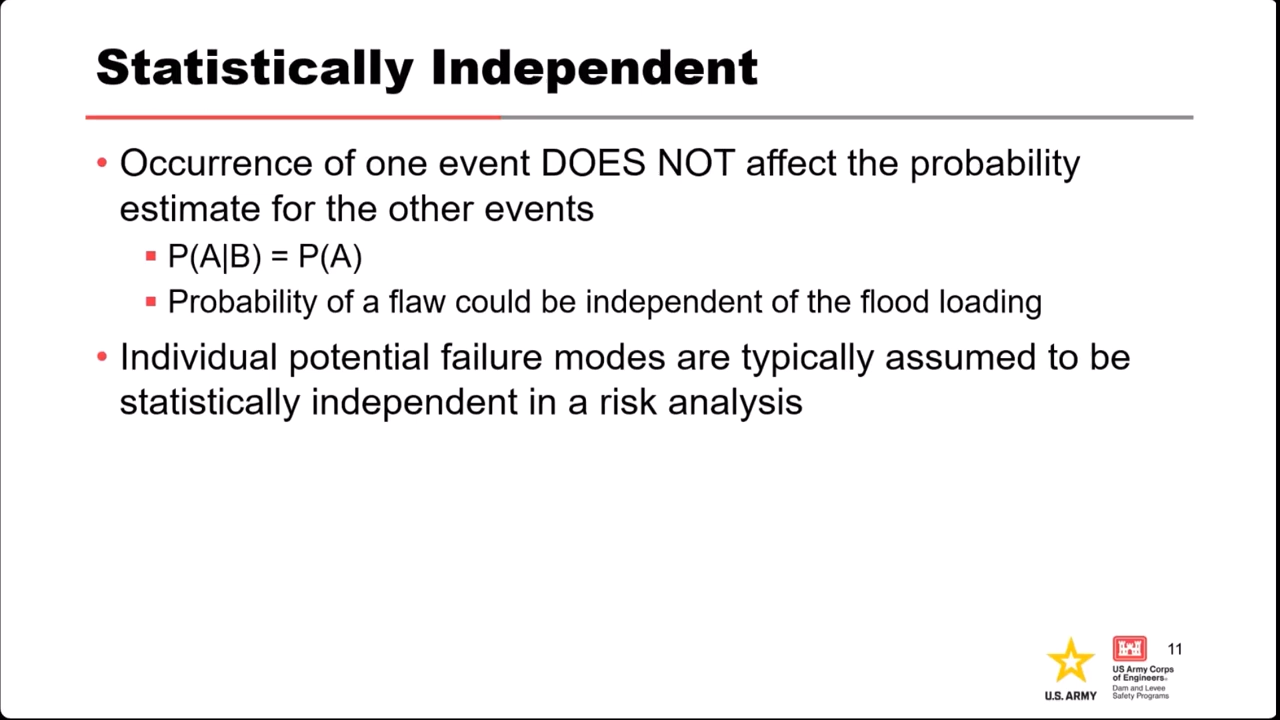 Statistically Independent
• Occurrence of one event DOES NOT affect the probability
estimate for the other events
▪ P(A|B) = P(A)
▪ Probability of a flaw could be independent of the flood loading
• Individual potential failure modes are typically assumed to be
statistically independent in a risk analysis
11
U.S. ARMY
US Army Corps
of Engineers®
Dam and Levee
Safety Programs